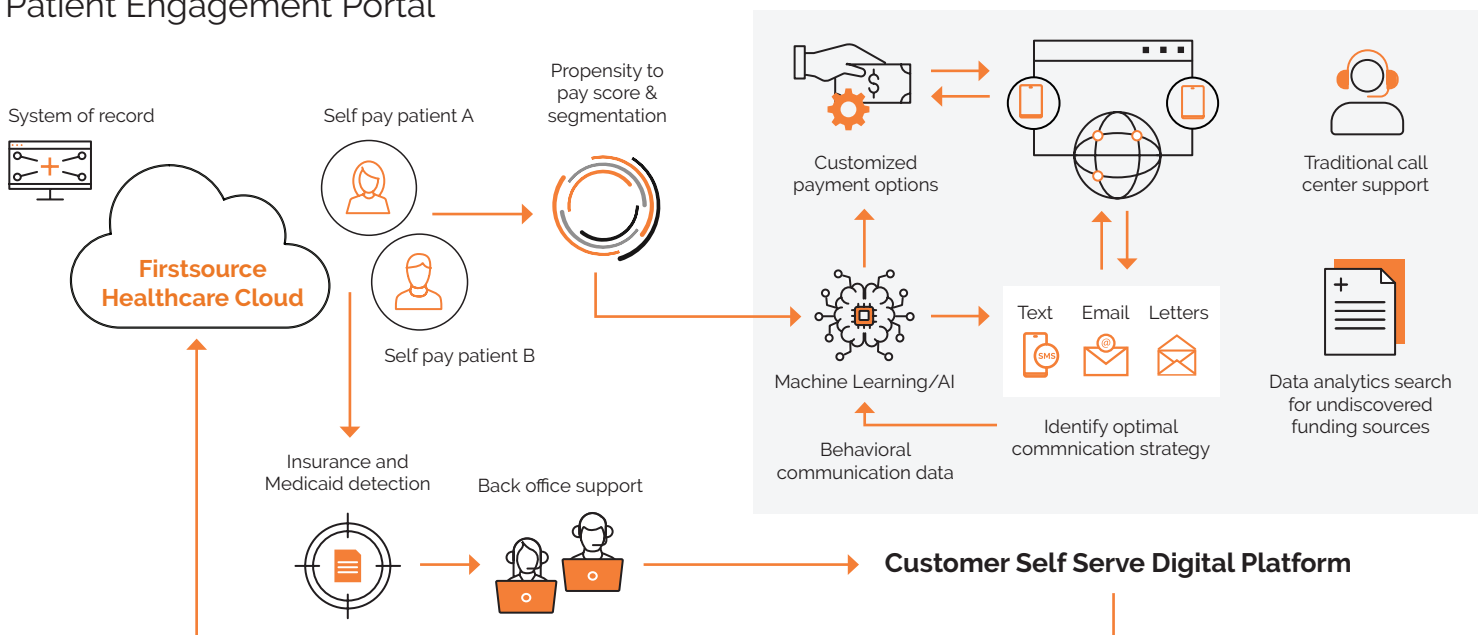 Patient Engagement Portal
System of record
Firstsource
Healthcare Cloud
Self pay patient A
Self pay patient B
Propensity to
pay score &
segmentation
Insurance and
Medicaid detection
Back office support
Customized
payment options
$
Machine Learning/AI
Behavioral
communication data
Text Email Letters
SMS
@
Identify optimal
commnication strategy
Traditional call
center support
Data analytics search
for undiscovered
funding sources
Customer Self Serve Digital Platform